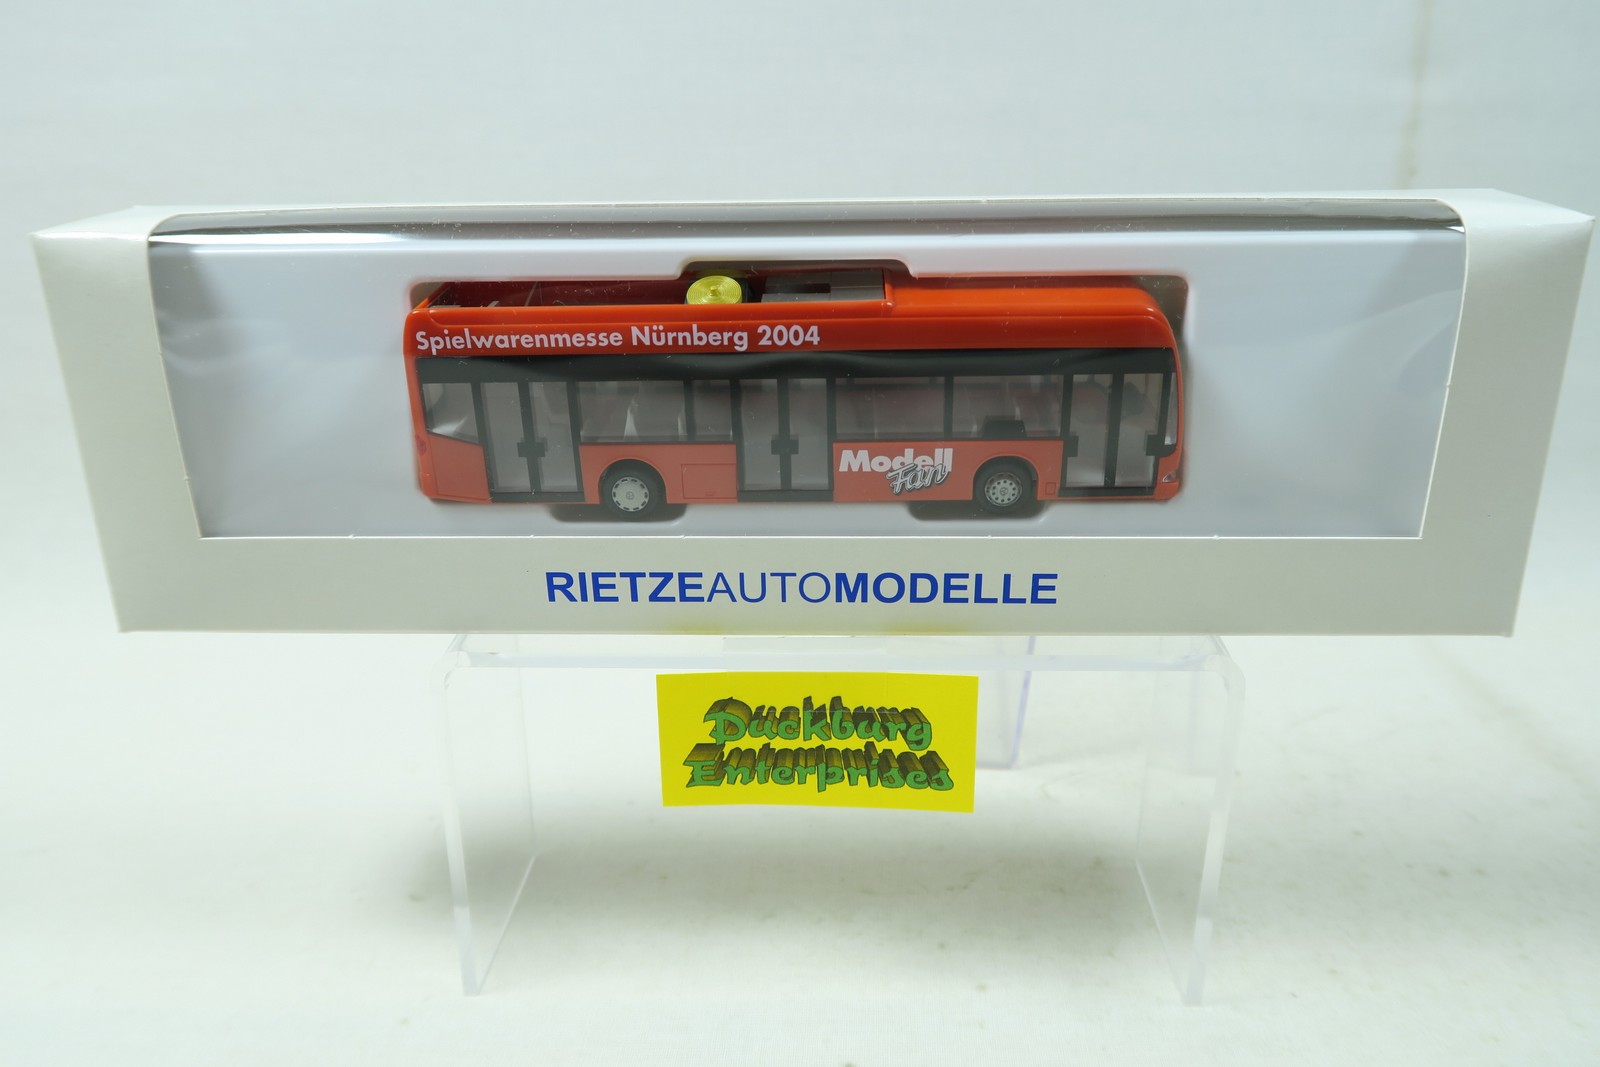 Spielwarenmesse Nürnberg 2004
Modell
Fan
RIETZEAUTOMODELLE
Duckburg
Enterprises